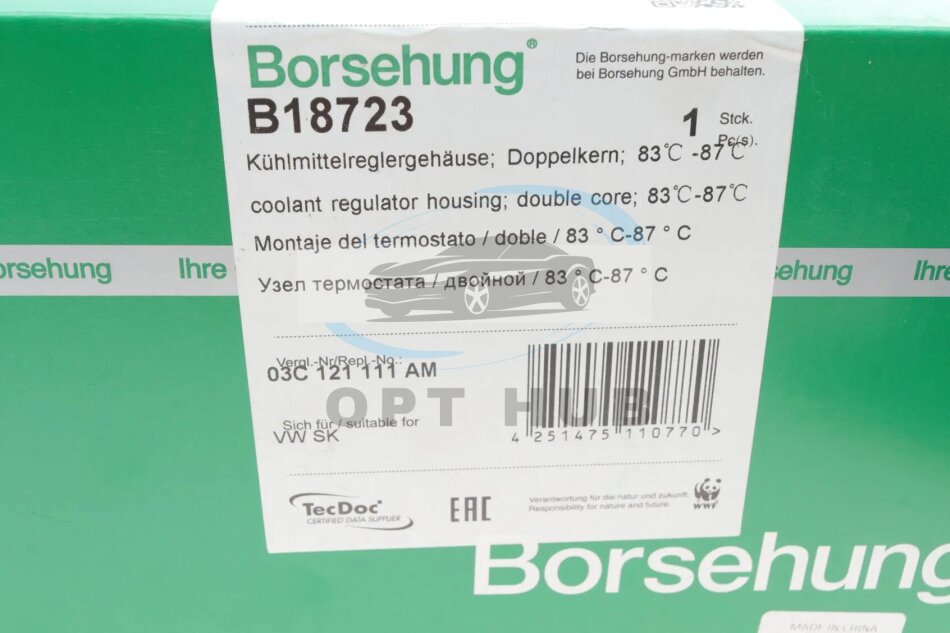 Borsehung®
Die Borsehung-marken werden
bei Borsehung GmbH behalten.
B18723
1 Stck.
Pc(s).
Kühlmittelreglergehäuse; Doppelkern; 83℃ -87℃
coolant regulator housing; double core; 83℃-87℃
Montaje del termostato / doble / 83 ° C-87 ° C
Узел термостата / двойной / 83 ° C-87 ° C
Borsehung
Ihre
sehung
Ihre
Vergl.-Nr/Repl.-No.:
03C 121 111 AM
OPT HUB
Sich für / suitable for
VW SK
4 251475 110770 >
TecDoc
CERTIFIED DATA SUPPLIER
EAC
Verantwortung für die natur und zukunft
Responsibility for nature and future
WWF
Borsehung
MADE IN CHINA